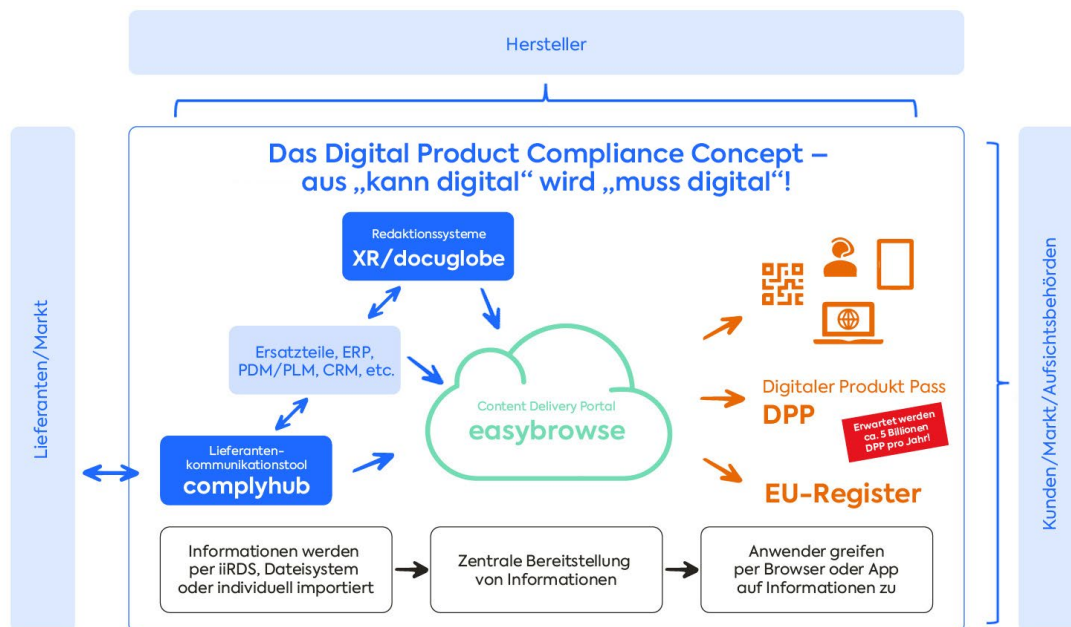 Hersteller
Lieferanten/Markt
Das Digital Product Compliance Concept –
aus „kann digital“ wird „muss digital“!
Redaktionssysteme
XR/docuglobe
Ersatzteile, ERP,
PDM/PLM, CRM, etc.
Lieferanten-
kommunikationstool
complyhub
Content Delivery Portal
easybrowse
Digitaler Produkt Pass
DPP
Erwartet werden
ca. 5 Billionen
DPP pro Jahr!
EU-Register
Informationen werden
per iiRDS, Dateisystem
oder individuell importiert
Zentrale Bereitstellung
von Informationen
Anwender greifen
per Browser oder App
auf Informationen zu
Kunden/Markt/Aufsichtsbehörden